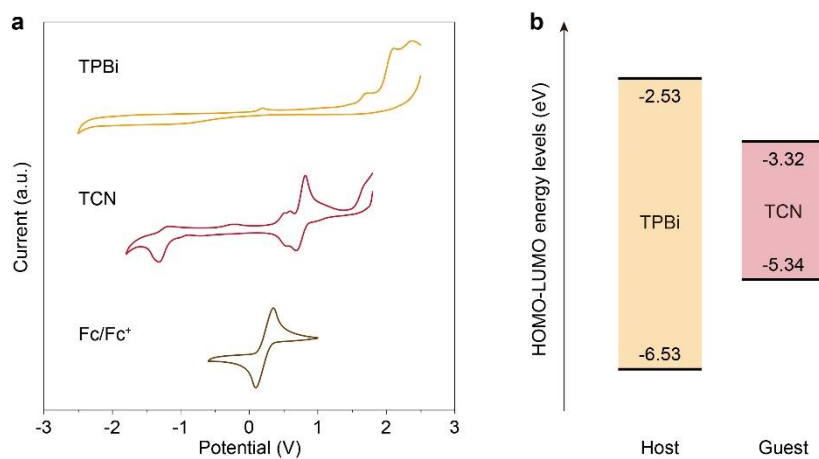 a
TPBi
TCN
Fc/Fc⁺
Current (a.u.)
-3
-2
-1
0
1
2
3
Potential (V)
b
HOMO-LUMO energy levels (eV)
-2.53
TPBi
-6.53
-3.32
TCN
-5.34
Host
Guest